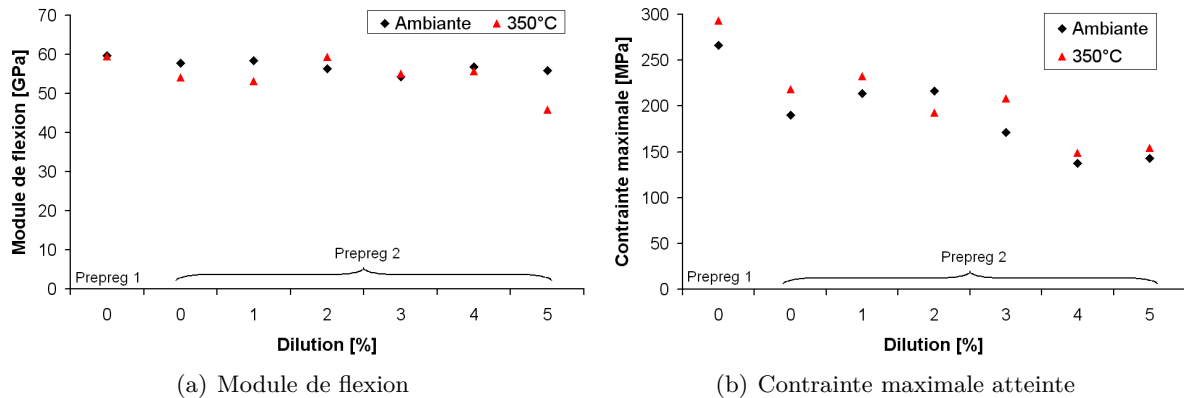 Module de flexion [GPa]
70
60
50
40
30
20
10
0
Ambiante 350°C
Prepreg 1
Prepreg 2
0 0 1 2 3 4 5
Dilution [%]
(a) Module de flexion
Contrainte maximale [MPa]
300
250
200
150
100
50
0
Ambiante
350°C
Prepreg 1
Prepreg 2
0 0 1 2 3 4 5
Dilution [%]
(b) Contrainte maximale atteinte